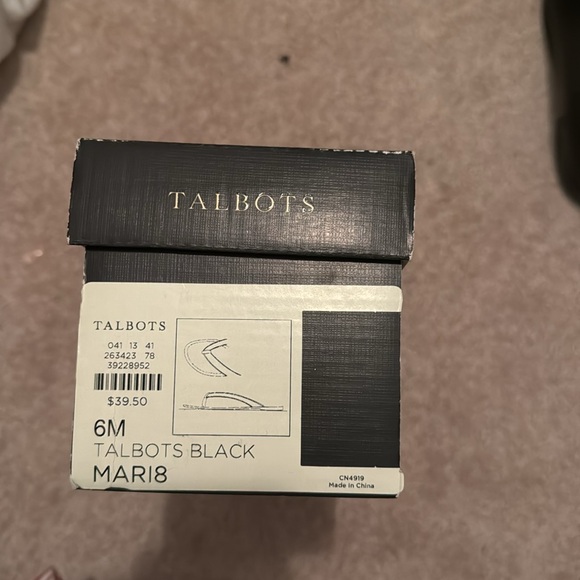 TALBOTS
TALBOTS
041 13 41
263423 78
39228952
$39.50
6M
TALBOTS BLACK
MARI8
CN4919
Made in China